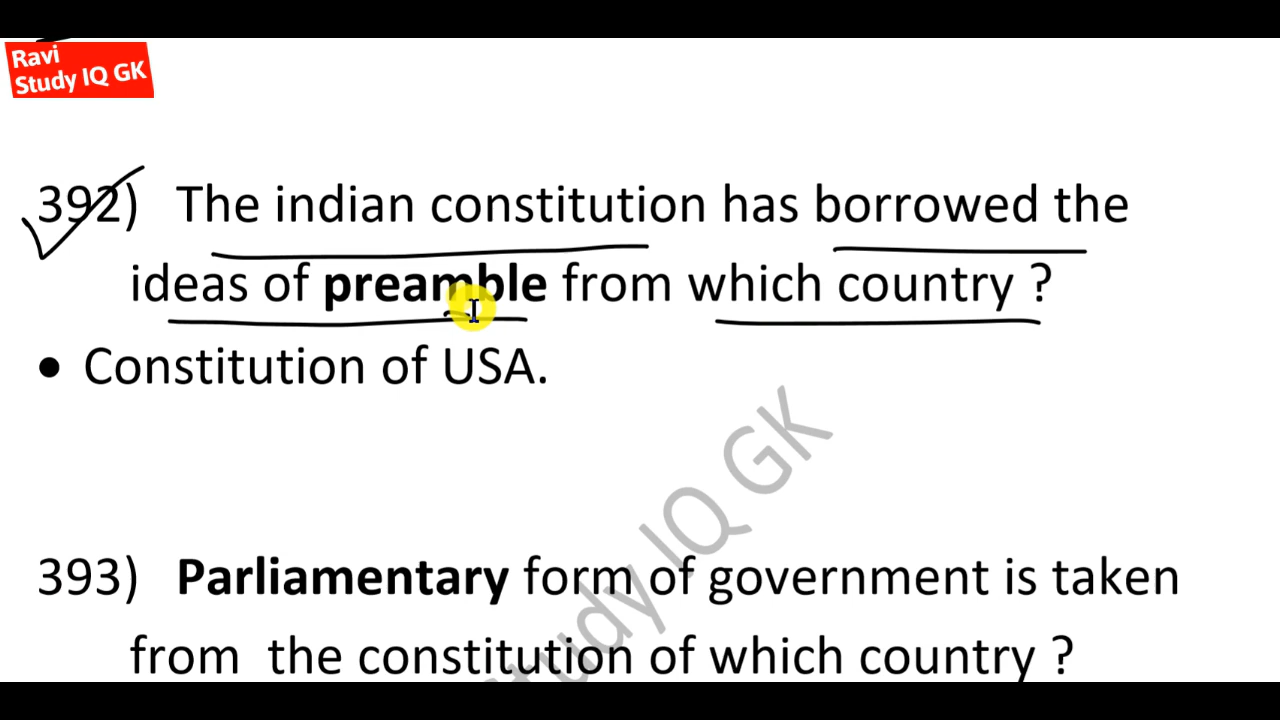 Ravi
Study IQ GK
392) The indian constitution has borrowed the
ideas of preamble from which country ?
• Constitution of USA.
Study IQ GK
393) Parliamentary form of government is taken
from the constitution of which country ?